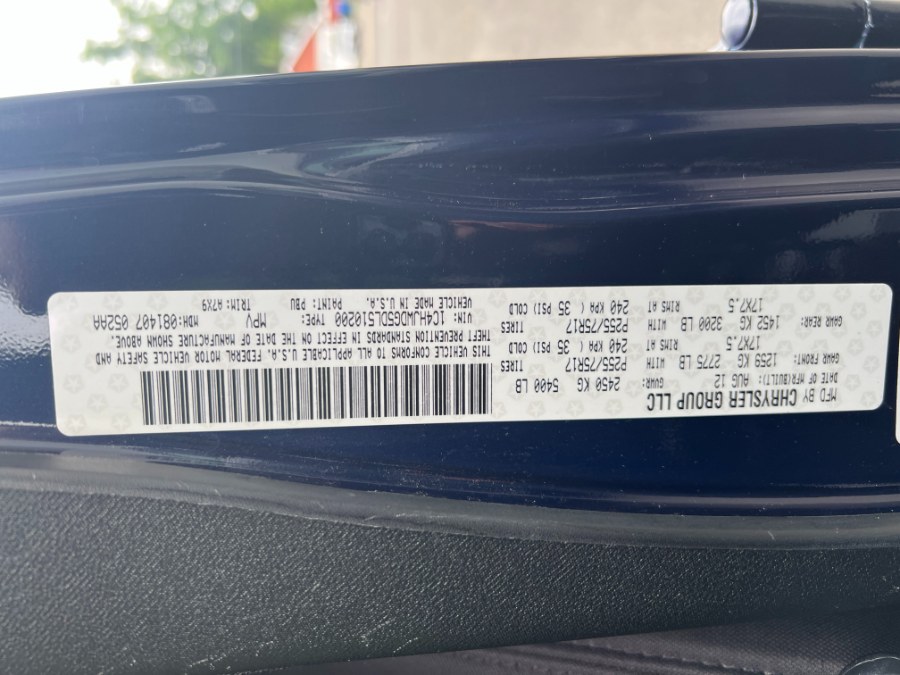 MFD BY CHRYSLER GROUP LLC
DATE OF MFR(BUILT): AUG 12 GVWR: 2450 KG 5400 LB
GAWR FRONT: 1259 KG 2775 LB WITH P255/75R17 TIRES
17X7.5 RIMS AT 240 KPA ( 35 PSI) COLD
GAWR REAR: 1452 KG 3200 LB WITH P255/75R17 TIRES
17X7.5 RIMS AT 240 KPA ( 35 PSI) COLD
THIS VEHICLE CONFORMS TO ALL APPLICABLE U.S.A. FEDERAL MOTOR VEHICLE SAFETY AND
THEFT PREVENTION STANDARDS IN EFFECT ON THE DATE OF MANUFACTURE SHOWN ABOVE.
VIN: 1C4HJWDG5DL510200 TYPE: MPV MDH:081407 052AA
VEHICLE MADE IN U.S.A. PAINT: PBU TRIM:A7X9